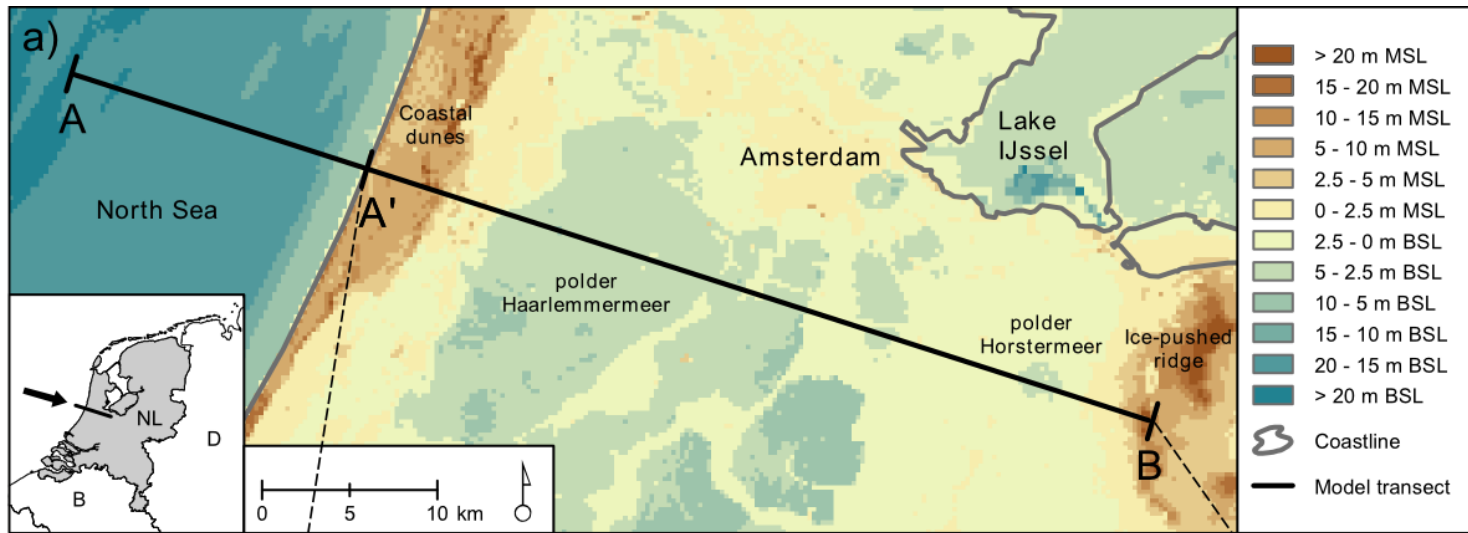 a)
A
North Sea
Coastal
dunes
A'
Amsterdam
Lake
IJssel
polder
Haarlemmermeer
polder
Horstermeer
Ice-pushed
ridge
B
NL
D
B
0 5 10 km
> 20 m MSL
15 - 20 m MSL
10 - 15 m MSL
5 - 10 m MSL
2.5 - 5 m MSL
0 - 2.5 m MSL
2.5 - 0 m BSL
5 - 2.5 m BSL
10 - 5 m BSL
15 - 10 m BSL
20 - 15 m BSL
> 20 m BSL
Coastline
Model transect